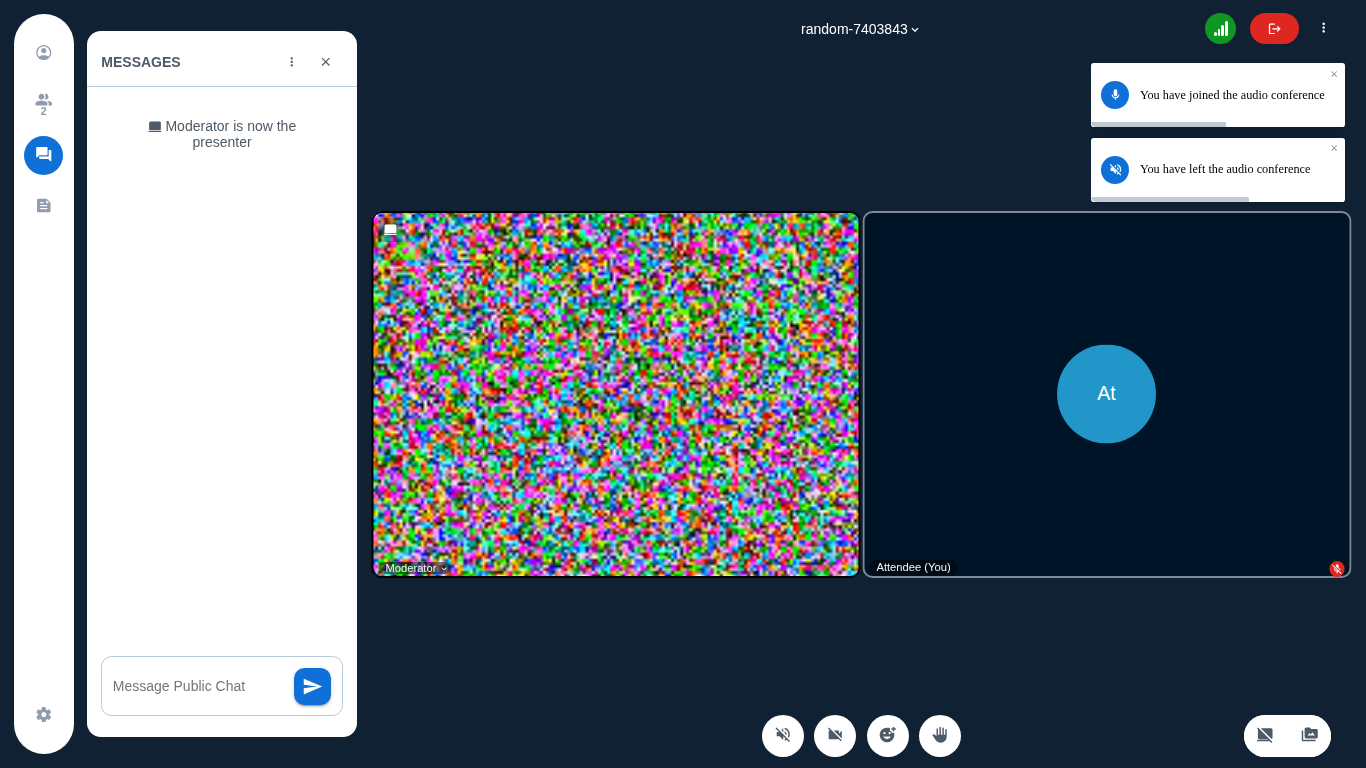 random-7403843
MESSAGES
2
Moderator is now the
presenter
You have joined the audio conference
You have left the audio conference
At
Moderator
Attendee (You)
Message Public Chat